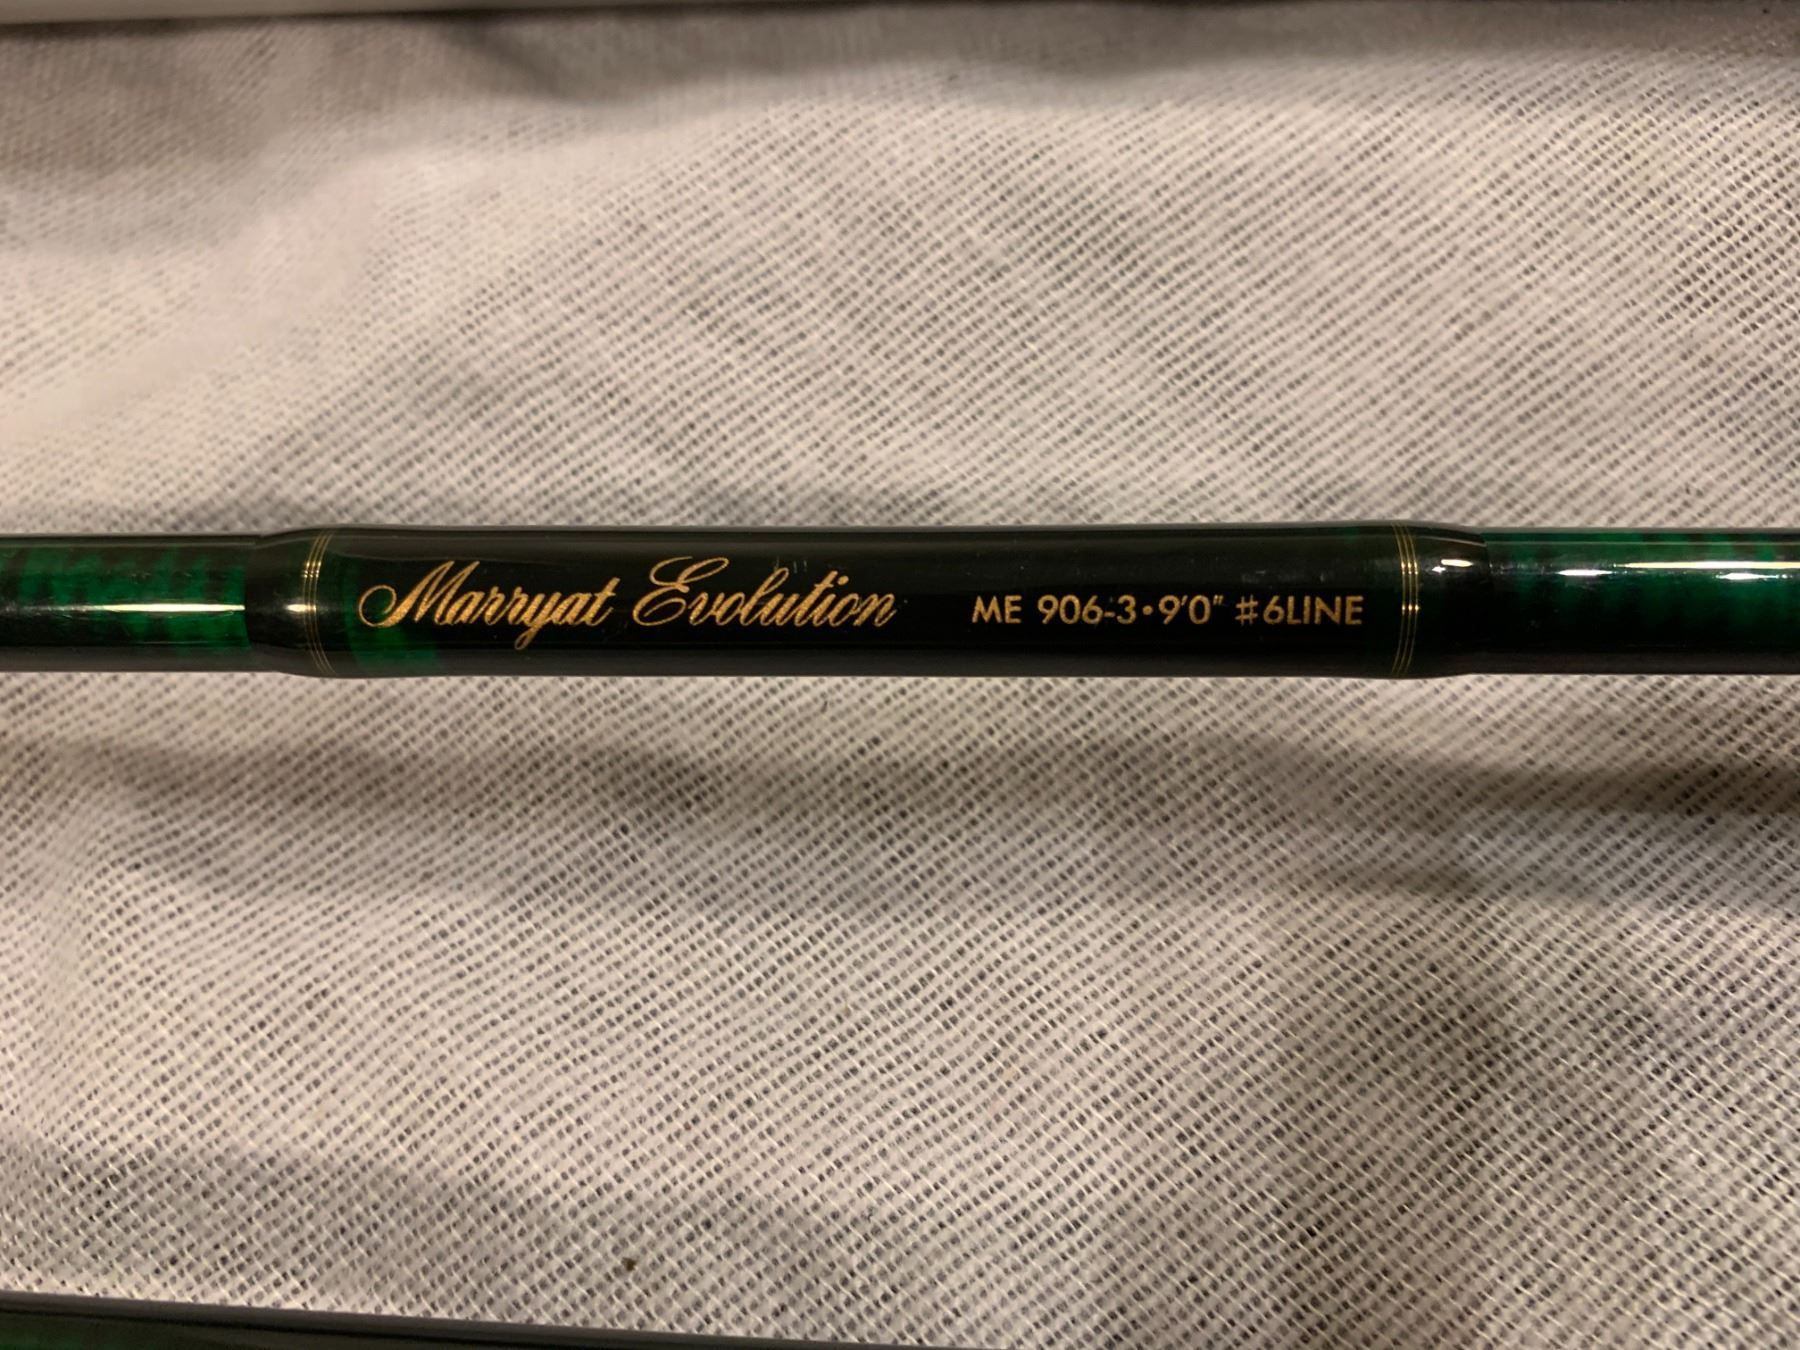 Marryat Evolution ME 906-3•9'0" #6LINE